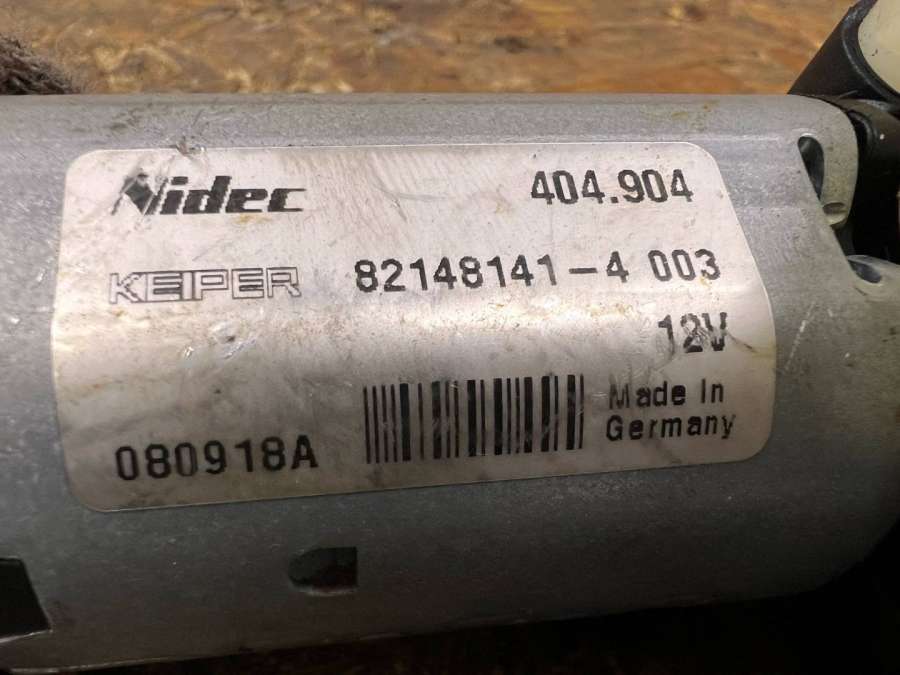 Nidec 404.904
KEIPER 82148141-4 003
12V
Made In
Germany
080918A